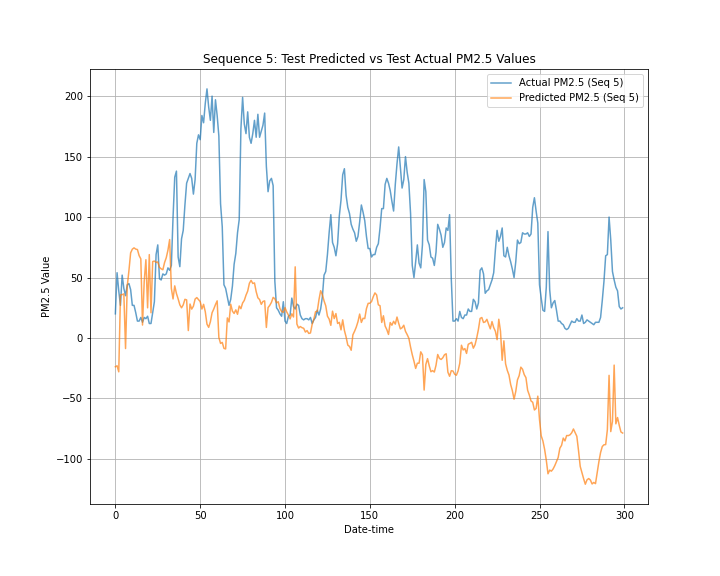 Sequence 5: Test Predicted vs Test Actual PM2.5 Values
Actual PM2.5 (Seq 5)
Predicted PM2.5 (Seq 5)
PM2.5 Value
200
150
100
50
0
−50
−100
0 50 100 150 200 250 300
Date-time